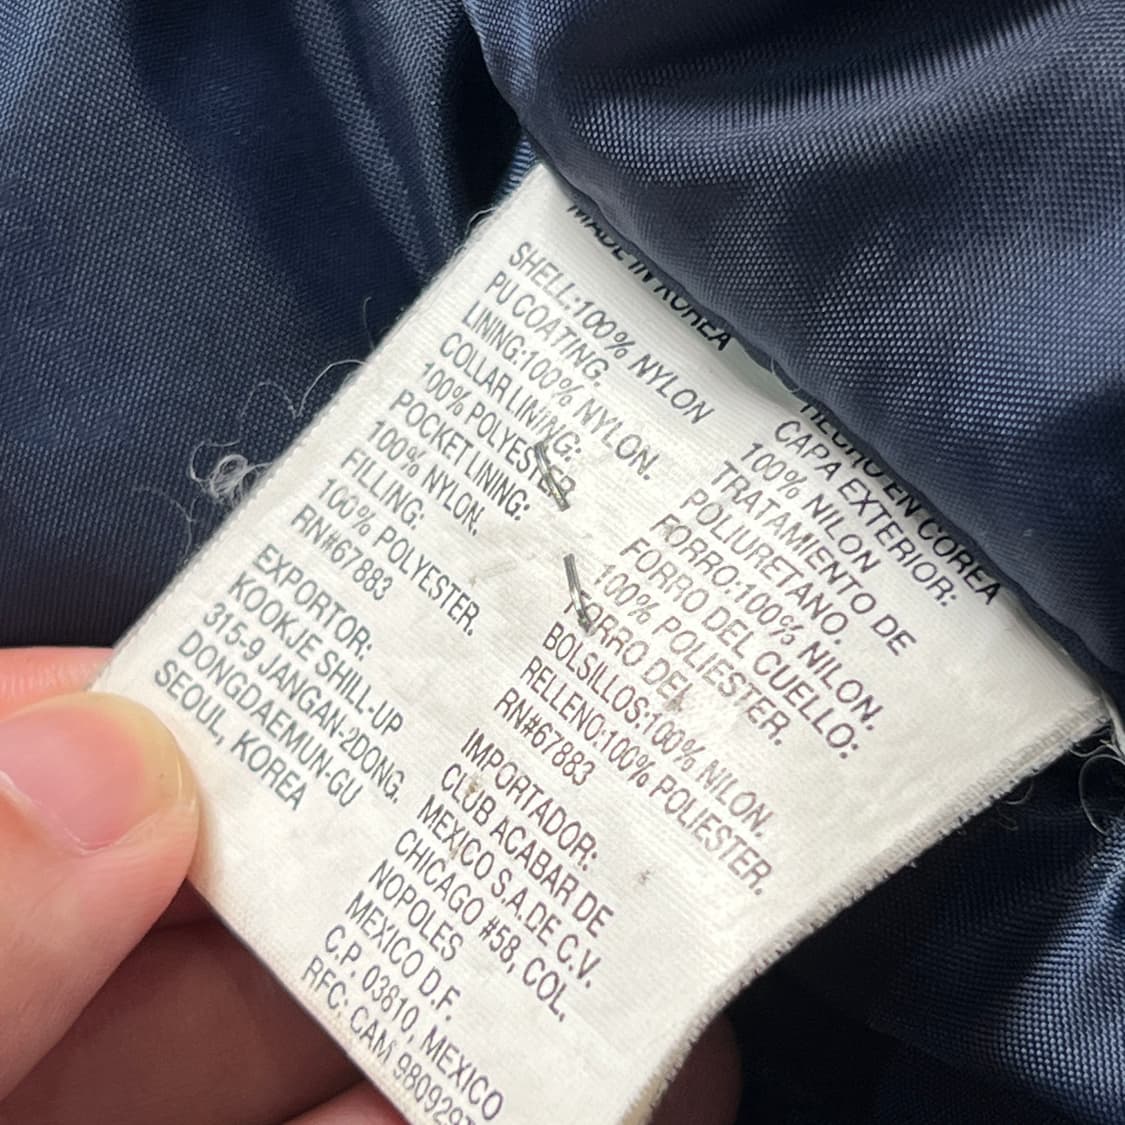 MADE IN KOREA
SHELL:100% NYLON
PU COATING.
LINING:100% NYLON.
COLLAR LINING:
100% POLYESTER
POCKET LINING:
100% NYLON.
FILLING:
100% POLYESTER.
RN#67883
EXPORTOR:
KOOKJE SHILL-UP
315-9 JANGAN-2DONG.
DONGDAEMUN-GU
SEOUL, KOREA
HECHO EN COREA
CAPA EXTERIOR:
100% NILON
TRATAMIENTO DE
POLIURETANO.
FORRO:100% NILON.
FORRO DEL CUELLO:
100% POLIESTER.
FORRO DEL
BOLSILLOS:100% NILON.
RELLENO:100% POLIESTER.
RN#67883
IMPORTADOR:
CLUB ACABAR DE
MEXICO S.A.DE C.V.
CHICAGO #58, COL.
NOPOLES
MEXICO D.F.
C.P. 03810, MEXICO
RFC: CAM